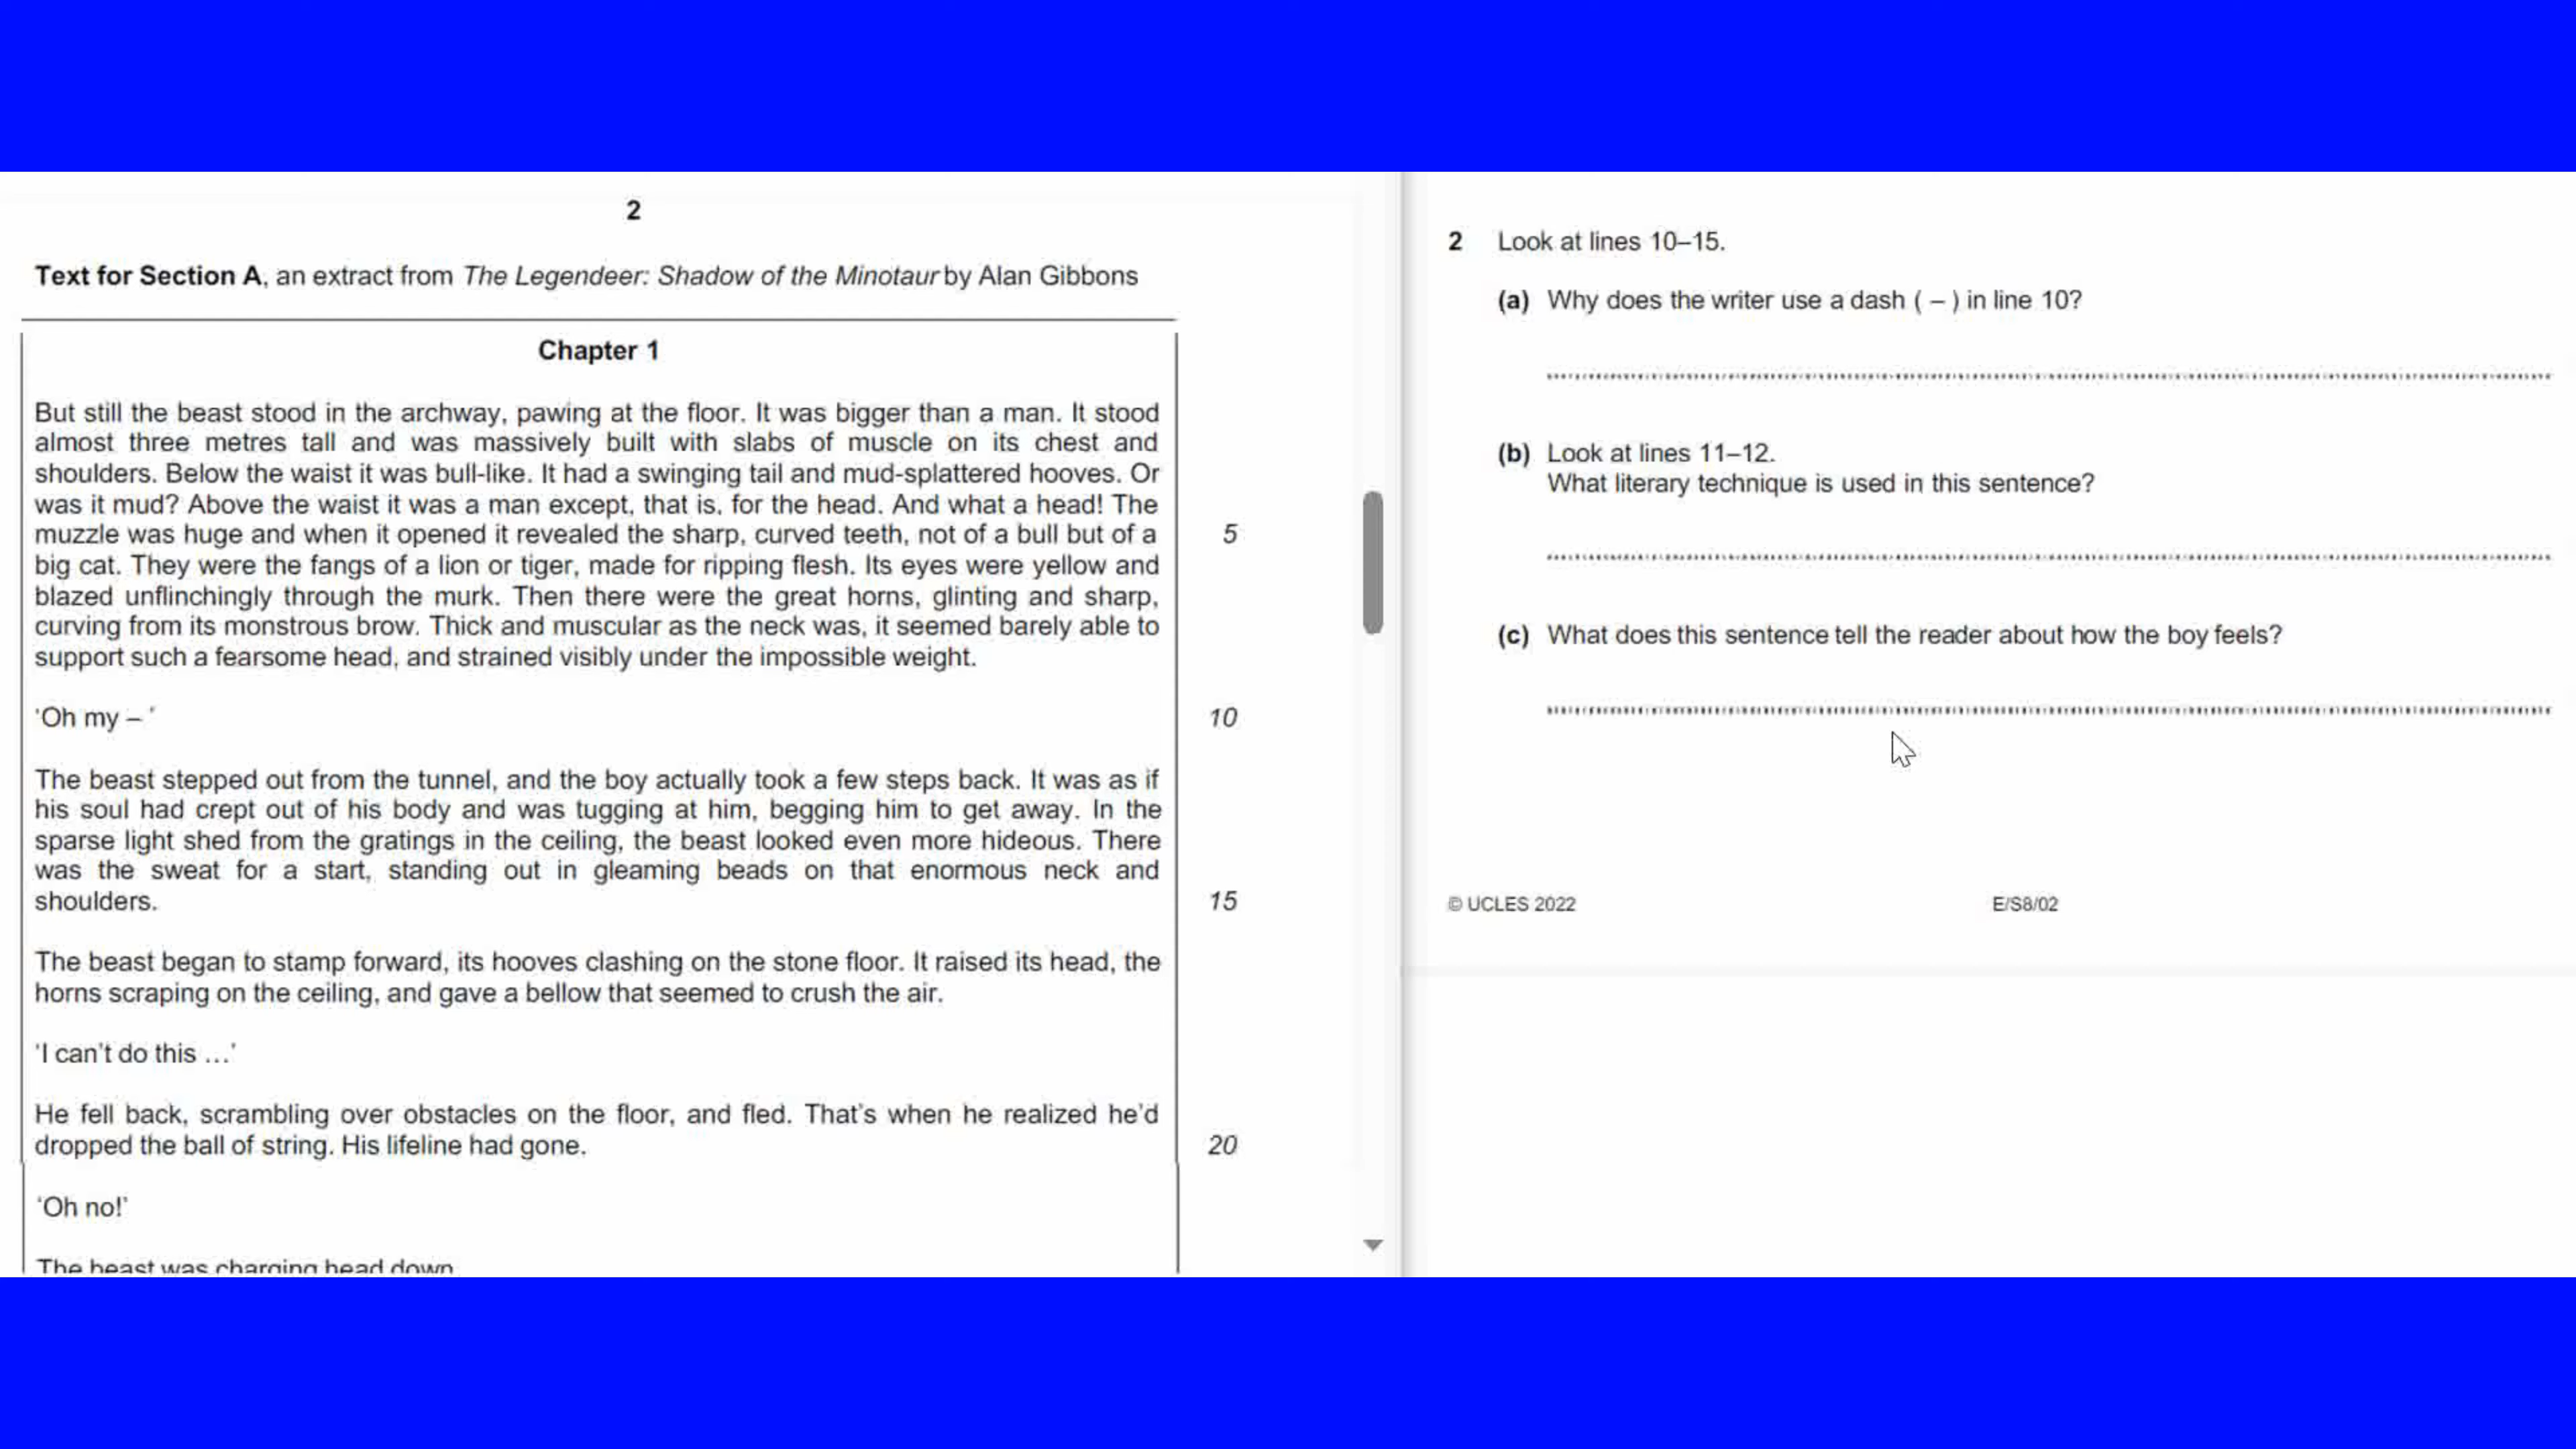 2
Text for Section A, an extract from The Legendeer: Shadow of the Minotaur by Alan Gibbons
Chapter 1
But still the beast stood in the archway, pawing at the floor. It was bigger than a man. It stood
almost three metres tall and was massively built with slabs of muscle on its chest and
shoulders. Below the waist it was bull-like. It had a swinging tail and mud-splattered hooves. Or
was it mud? Above the waist it was a man except, that is, for the head. And what a head! The
muzzle was huge and when it opened it revealed the sharp, curved teeth, not of a bull but of a
5
big cat. They were the fangs of a lion or tiger, made for ripping flesh. Its eyes were yellow and
blazed unflinchingly through the murk. Then there were the great horns, glinting and sharp,
curving from its monstrous brow. Thick and muscular as the neck was, it seemed barely able to
support such a fearsome head, and strained visibly under the impossible weight.
'Oh my – '
10
The beast stepped out from the tunnel, and the boy actually took a few steps back. It was as if
his soul had crept out of his body and was tugging at him, begging him to get away. In the
sparse light shed from the gratings in the ceiling, the beast looked even more hideous. There
was the sweat for a start, standing out in gleaming beads on that enormous neck and
shoulders.
15
The beast began to stamp forward, its hooves clashing on the stone floor. It raised its head, the
horns scraping on the ceiling, and gave a bellow that seemed to crush the air.
'I can't do this …'
He fell back, scrambling over obstacles on the floor, and fled. That's when he realized he'd
dropped the ball of string. His lifeline had gone.
20
'Oh no!'
The beast was charging head down
2 Look at lines 10–15.
(a) Why does the writer use a dash ( – ) in line 10?
(b) Look at lines 11–12.
What literary technique is used in this sentence?
(c) What does this sentence tell the reader about how the boy feels?
© UCLES 2022
E/S8/02